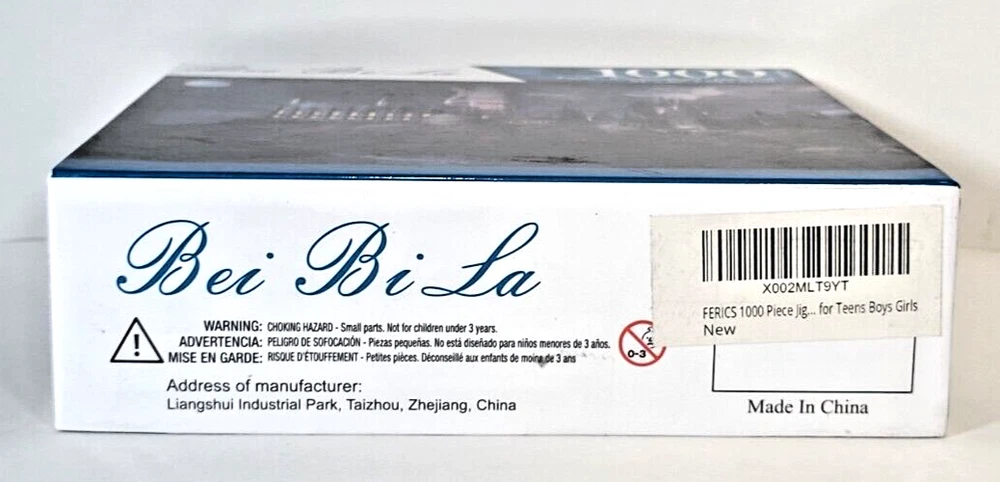 1000
Bei Bi La
X002MLT9YT
FERICS 1000 Piece Jig... for Teens Boys Girls
New
WARNING: CHOKING HAZARD - Small parts. Not for children under 3 years.
ADVERTENCIA: PELIGRO DE SOFOCACIÓN - Piezas pequeñas. No está diseñado para niños menores de 3 años.
MISE EN GARDE: RISQUE D'ÉTOUFFEMENT - Petites pièces. Déconseillé aux enfants de moins de 3 ans
0-3
Address of manufacturer:
Liangshui Industrial Park, Taizhou, Zhejiang, China
Made In China